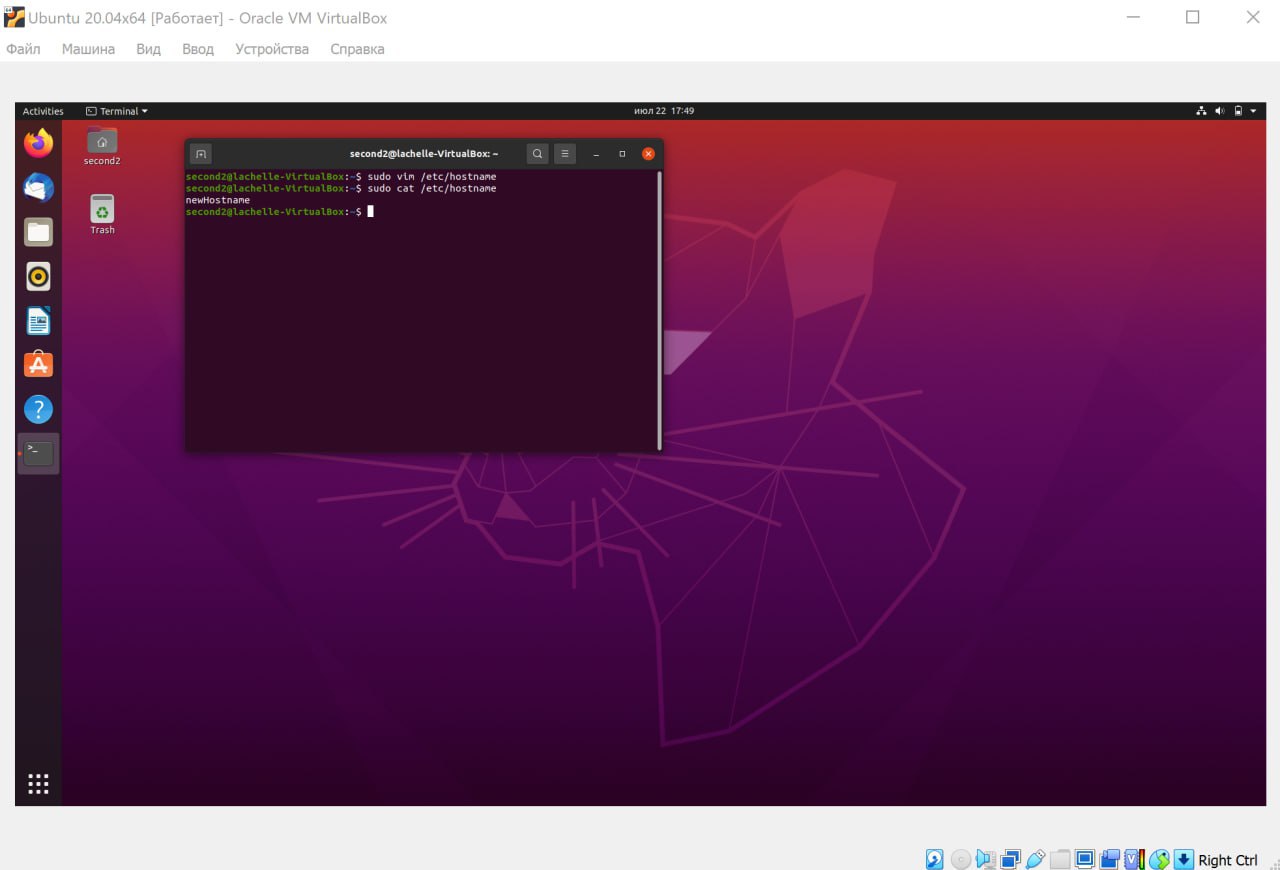 Ubuntu 20.04x64 [Работает] - Oracle VM VirtualBox
Файл Машина Вид Ввод Устройства Справка
Activities Terminal июл 22 17:49
second2@lachelle-VirtualBox: ~
second2@lachelle-VirtualBox:~$ sudo vim /etc/hostname
second2@lachelle-VirtualBox:~$ sudo cat /etc/hostname
newHostname
second2@lachelle-VirtualBox:~$
second2
Trash
Right Ctrl